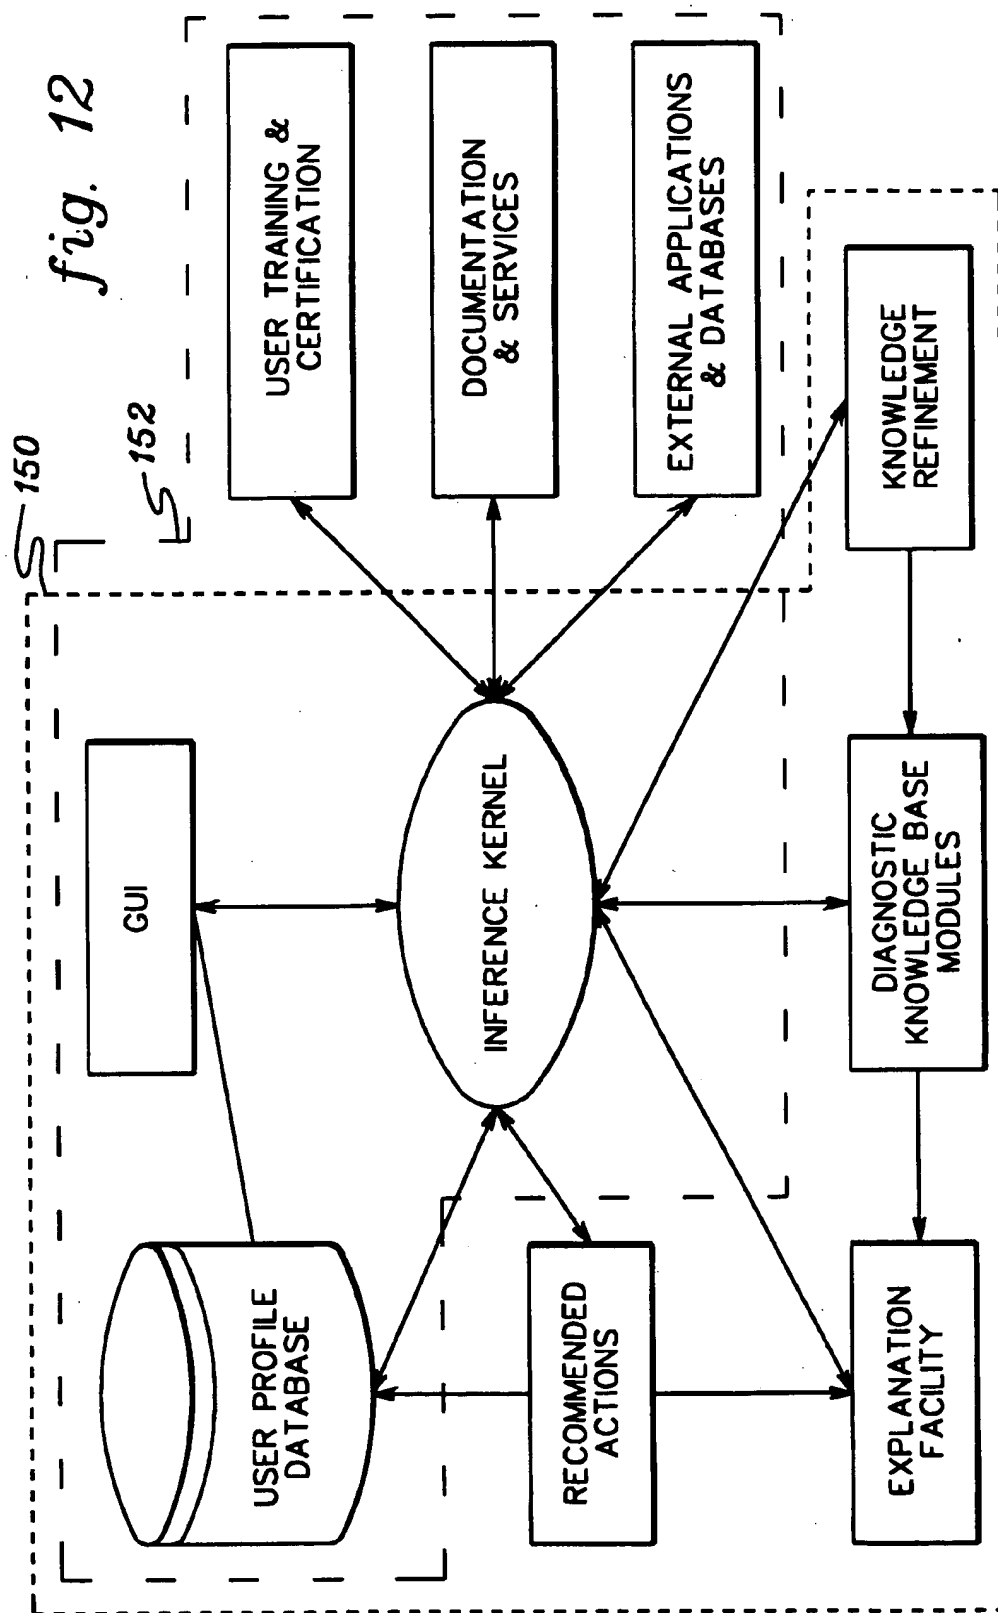 fig. 12
150
152
USER PROFILE
DATABASE
GUI
USER TRAINING &
CERTIFICATION
RECOMMENDED
ACTIONS
INFERENCE KERNEL
DOCUMENTATION
& SERVICES
EXTERNAL APPLICATIONS
& DATABASES
EXPLANATION
FACILITY
DIAGNOSTIC
KNOWLEDGE BASE
MODULES
KNOWLEDGE
REFINEMENT